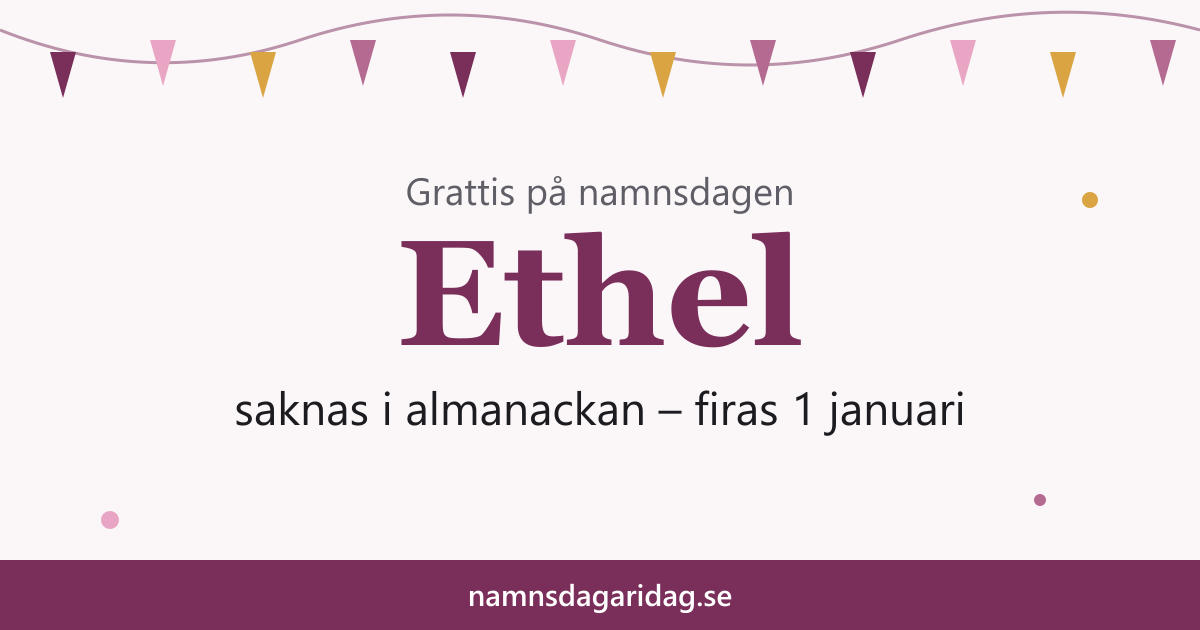 Grattis på namnsdagen
Ethel
saknas i almanackan – firas 1 januari
namnsdagaridag.se